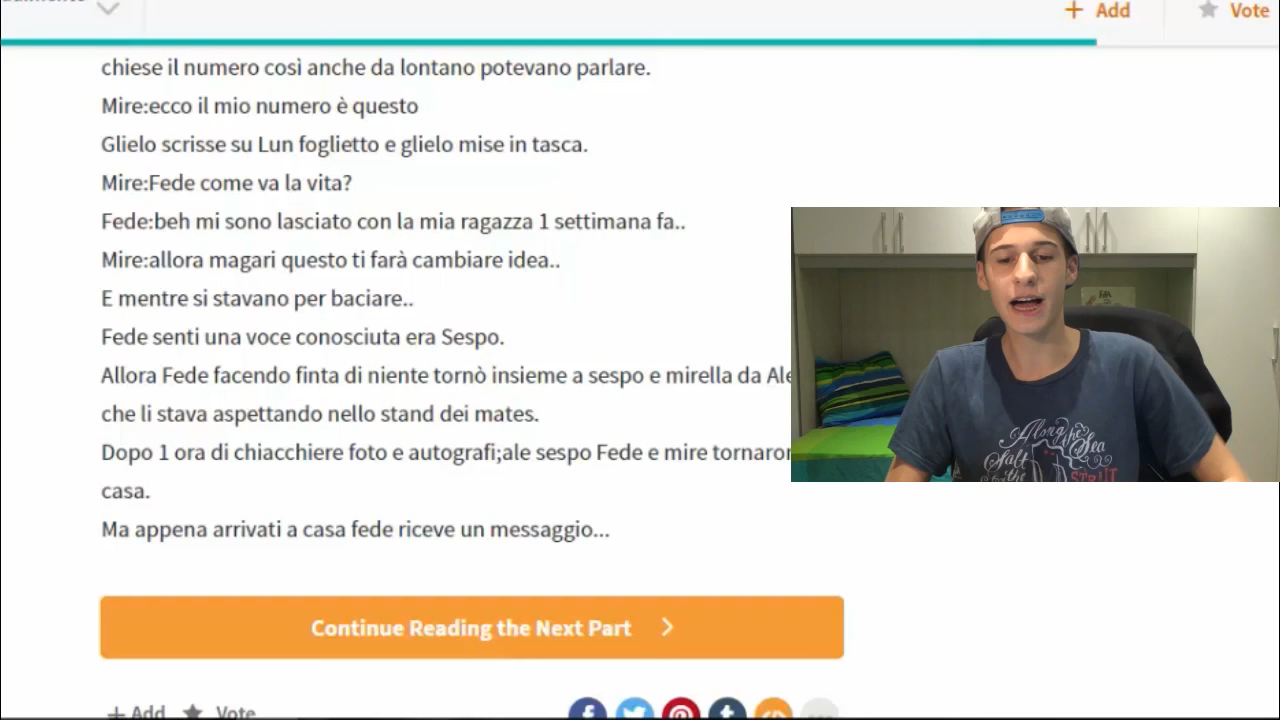 Add
Vote
chiese il numero così anche da lontano potevano parlare.
Mire:ecco il mio numero è questo
Glielo scrisse su Lun foglietto e glielo mise in tasca.
Mire:Fede come va la vita?
Fede:beh mi sono lasciato con la mia ragazza 1 settimana fa..
Mire:allora magari questo ti farà cambiare idea..
E mentre si stavano per baciare..
Fede senti una voce conosciuta era Sespo.
Allora Fede facendo finta di niente tornò insieme a sespo e mirella da Ale
che li stava aspettando nello stand dei mates.
Dopo 1 ora di chiacchiere foto e autografi;ale sespo Fede e mire
casa.
Ma appena arrivati a casa fede riceve un messaggio...
Along the Sea
Salt
the
Continue Reading the Next Part
Add
Vote